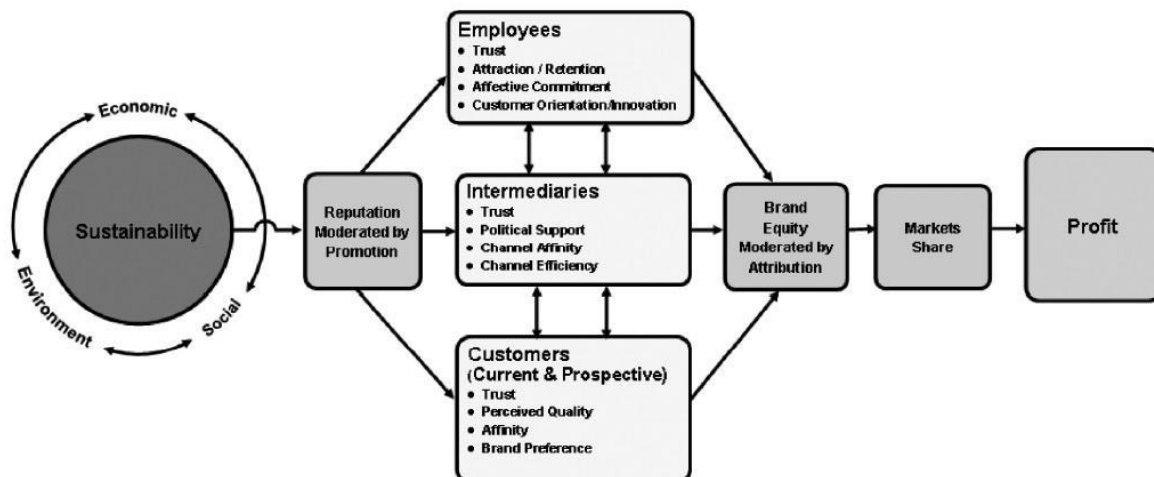 Economic
Environment
Social
Sustainability
Reputation
Moderated by
Promotion
Employees
• Trust
• Attraction / Retention
• Affective Commitment
• Customer Orientation/Innovation
Intermediaries
• Trust
• Political Support
• Channel Affinity
• Channel Efficiency
Customers
(Current & Prospective)
• Trust
• Perceived Quality
• Affinity
• Brand Preference
Brand
Equity
Moderated by
Attribution
Markets
Share
Profit